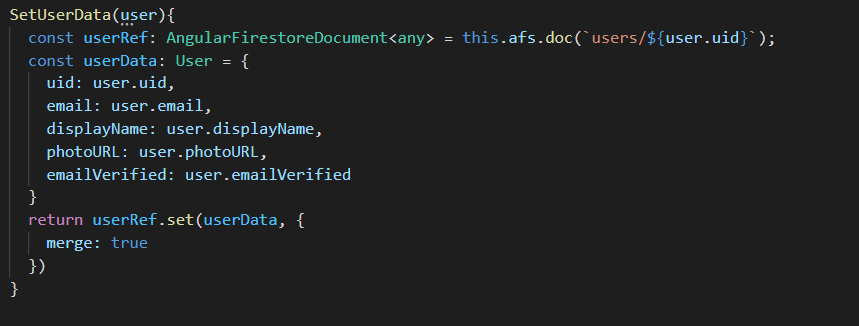 SetUserData(user){
  const userRef: AngularFirestoreDocument<any> = this.afs.doc(`users/${user.uid}`);
  const userData: User = {
    uid: user.uid,
    email: user.email,
    displayName: user.displayName,
    photoURL: user.photoURL,
    emailVerified: user.emailVerified
  }
  return userRef.set(userData, {
    merge: true
  })
}